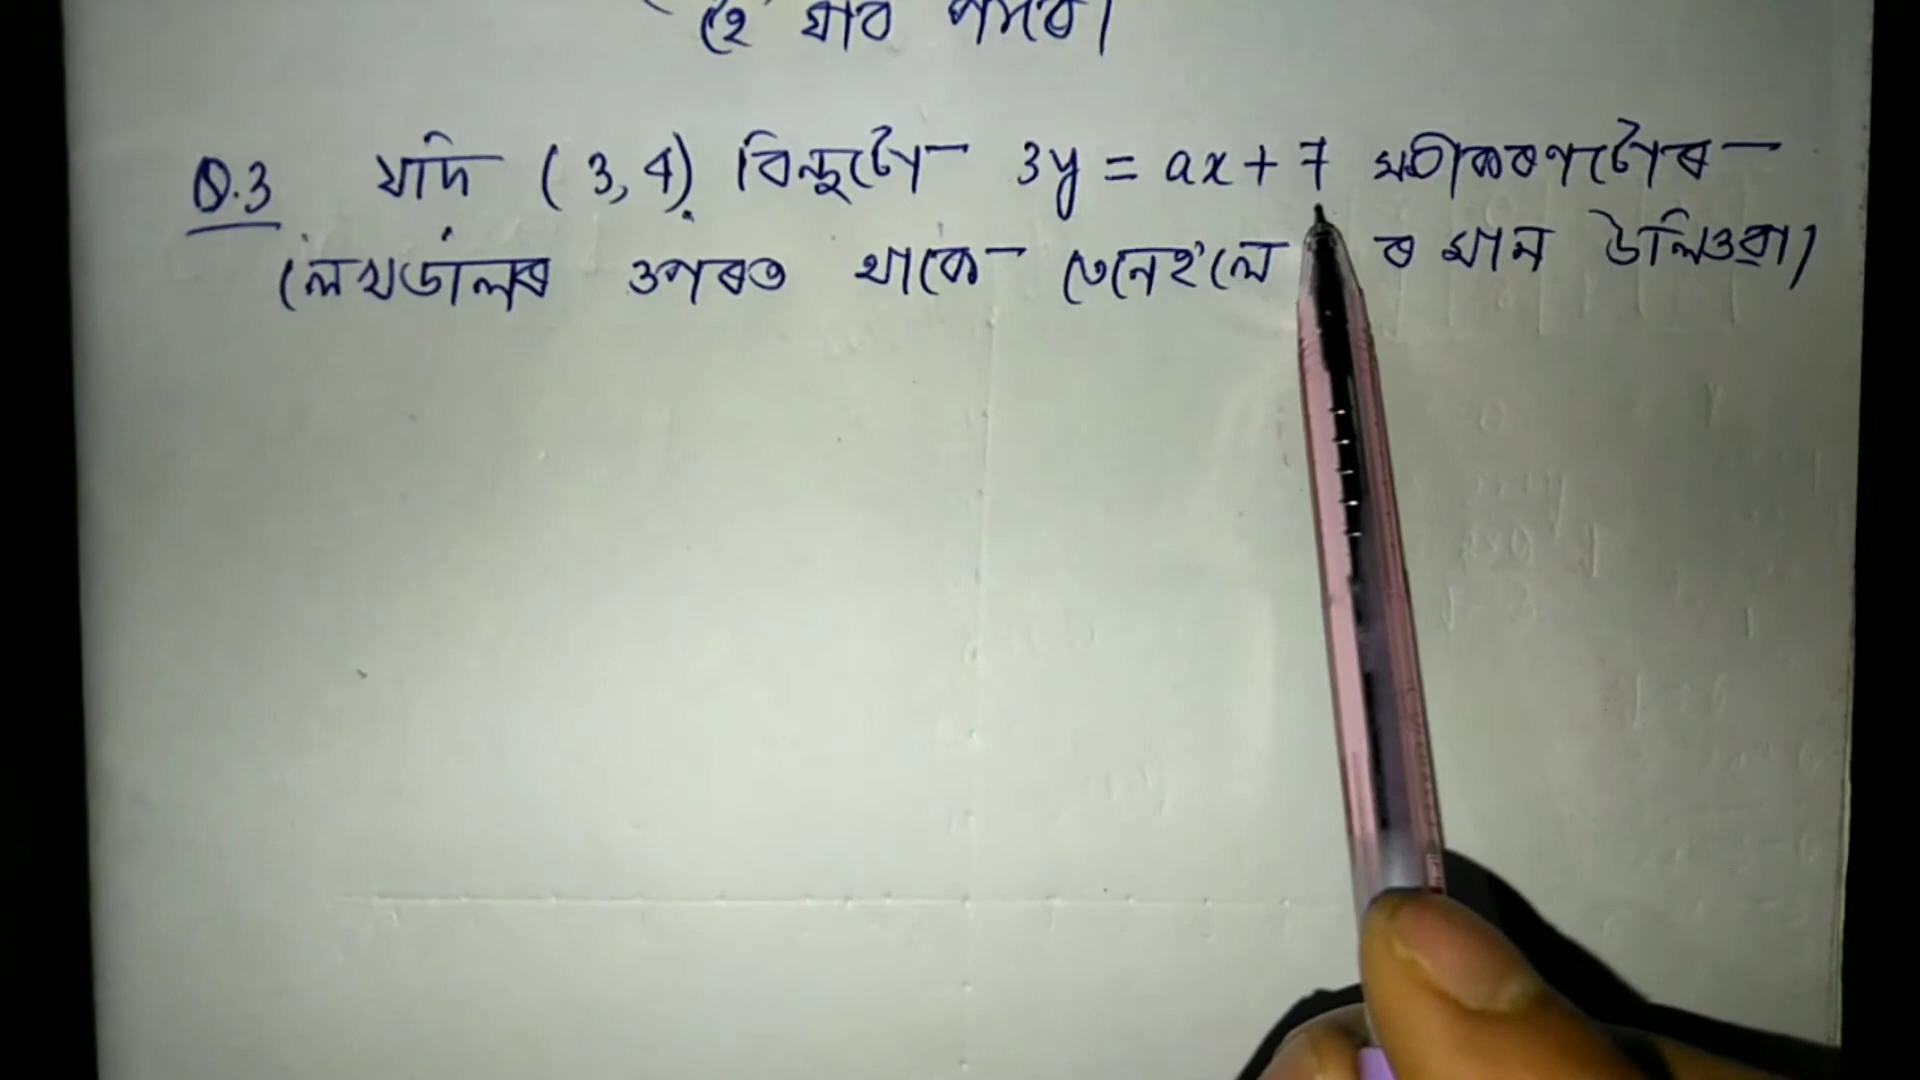 হৈ যাব পাৰে।
Q.3 যদি (3,4) বিন্দুটো 3y = ax + 7 সমীকৰণটোৰ
লেখডালৰ ওপৰত থাকে তেনেহ'লে ৰ মান উলিওৱা।